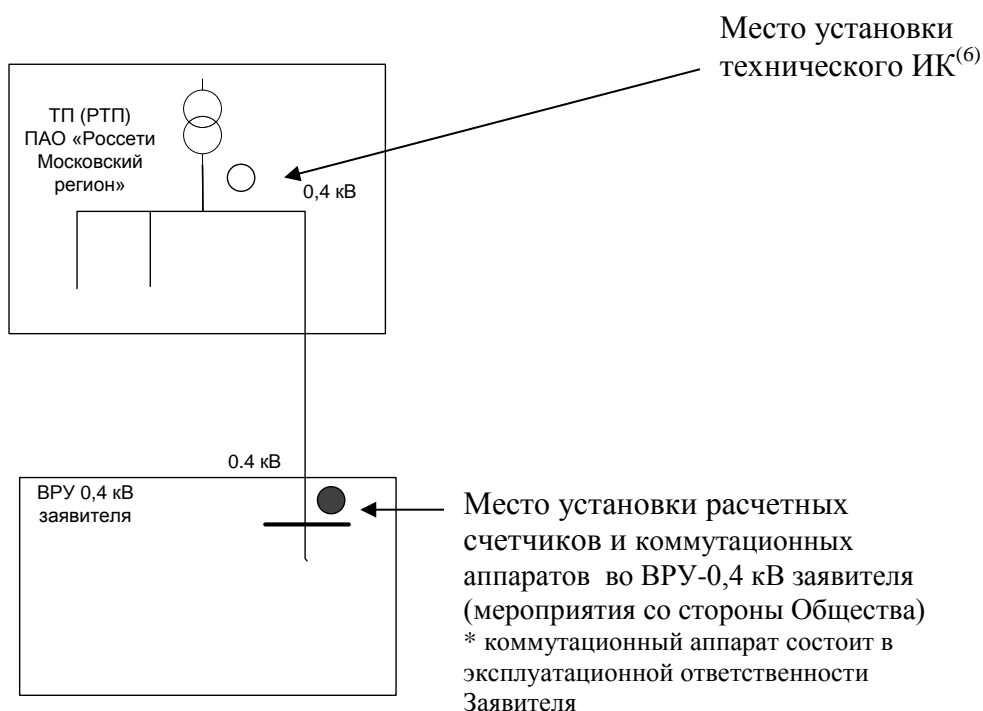 Место установки
технического ИК(6)
ТП (РТП)
ПАО «Россети
Московский
регион»
0,4 кВ
0.4 кВ
ВРУ 0,4 кВ
заявителя
Место установки расчетных
счетчиков и коммутационных
аппаратов во ВРУ-0,4 кВ заявителя
(мероприятия со стороны Общества)
* коммутационный аппарат состоит в
эксплуатационной ответственности
Заявителя